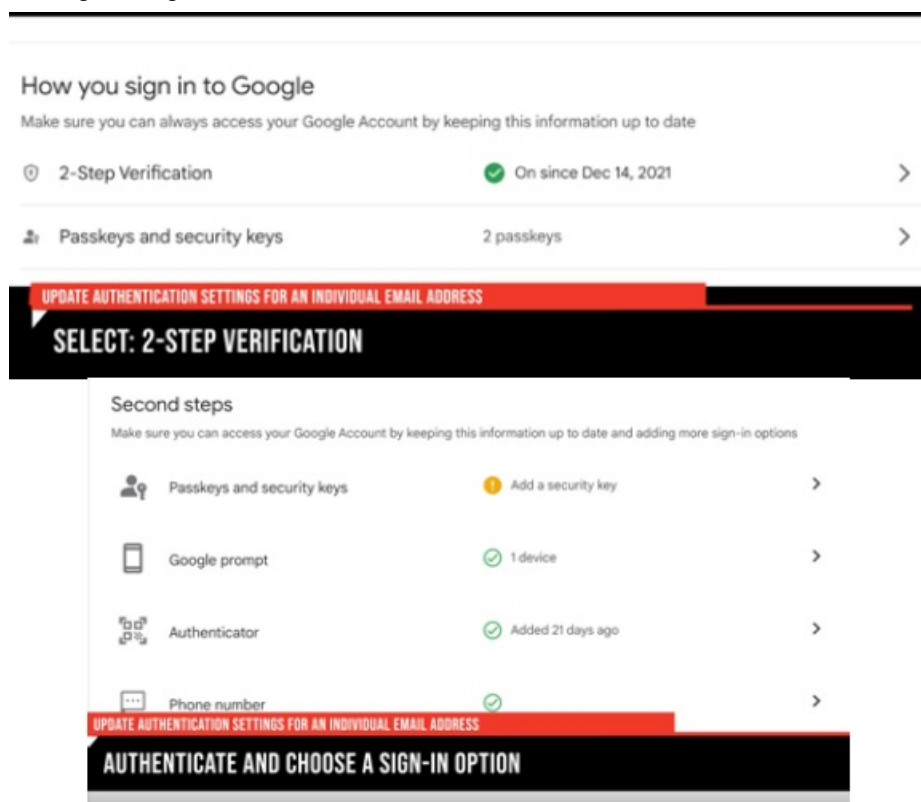 How you sign in to Google
Make sure you can always access your Google Account by keeping this information up to date
2-Step Verification On since Dec 14, 2021
Passkeys and security keys 2 passkeys
UPDATE AUTHENTICATION SETTINGS FOR AN INDIVIDUAL EMAIL ADDRESS
SELECT: 2-STEP VERIFICATION
Second steps
Make sure you can access your Google Account by keeping this information up to date and adding more sign-in options
Passkeys and security keys Add a security key
Google prompt 1 device
Authenticator Added 21 days ago
Phone number
UPDATE AUTHENTICATION SETTINGS FOR AN INDIVIDUAL EMAIL ADDRESS
AUTHENTICATE AND CHOOSE A SIGN-IN OPTION